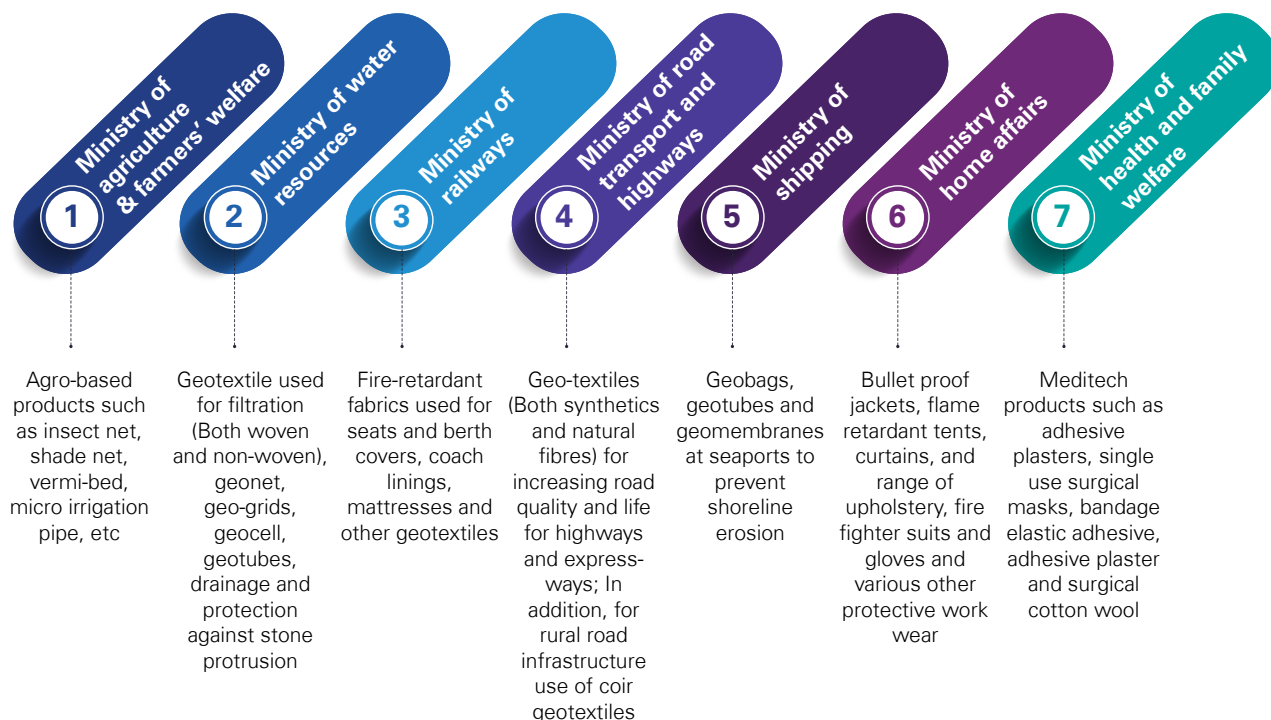 Ministry of
agriculture
& farmers' welfare
1
Agro-based
products such
as insect net,
shade net,
vermi-bed,
micro irrigation
pipe, etc
Ministry of water
resources
2
Geotextile used
for filtration
(Both woven
and non-woven),
geonet,
geo-grids,
geocell,
geotubes,
drainage and
protection
against stone
protrusion
Ministry of
railways
3
Fire-retardant
fabrics used for
seats and berth
covers, coach
linings,
mattresses and
other geotextiles
Ministry of road
transport and
highways
4
Geo-textiles
(Both synthetics
and natural
fibres) for
increasing road
quality and life
for highways
and express-
ways; In
addition, for
rural road
infrastructure
use of coir
geotextiles
Ministry of
shipping
5
Geobags,
geotubes and
geomembranes
at seaports to
prevent
shoreline
erosion
Ministry of
home affairs
6
Bullet proof
jackets, flame
retardant tents,
curtains, and
range of
upholstery, fire
fighter suits and
gloves and
various other
protective work
wear
Ministry of
health and family
welfare
7
Meditech
products such as
adhesive
plasters, single
use surgical
masks, bandage
elastic adhesive,
adhesive plaster
and surgical
cotton wool